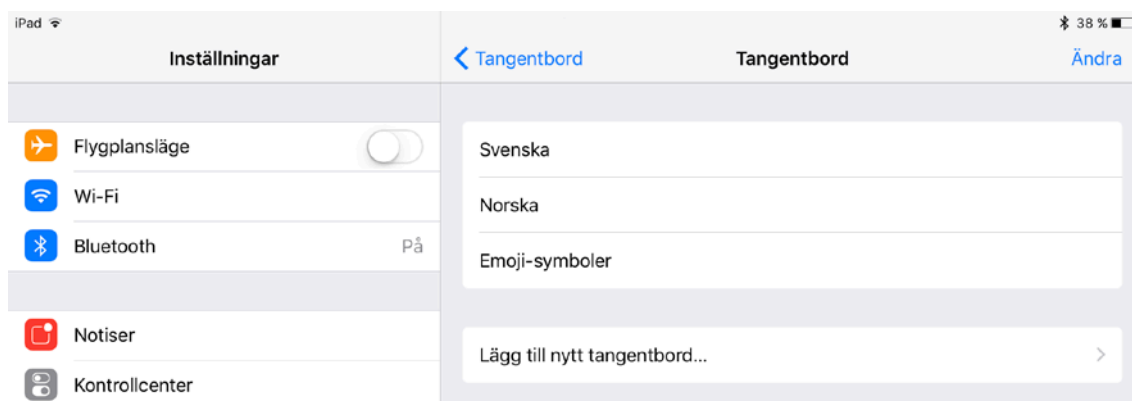 iPad
38 %
Inställningar
Tangentbord
Tangentbord
Ändra
Flygplansläge
Wi-Fi
Bluetooth
På
Notiser
Kontrollcenter
Svenska
Norska
Emoji-symboler
Lägg till nytt tangentbord...